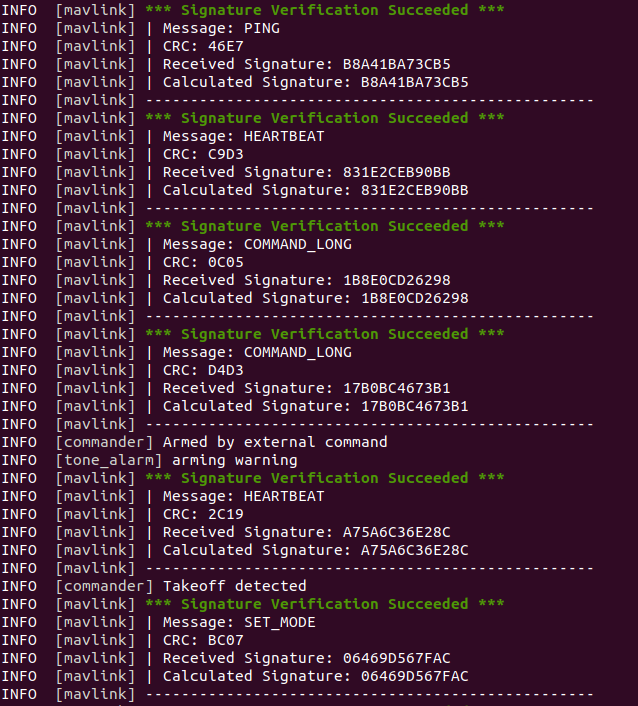 INFO  [mavlink] *** Signature Verification Succeeded ***
INFO  [mavlink] | Message: PING
INFO  [mavlink] | CRC: 46E7
INFO  [mavlink] | Received Signature: B8A41BA73CB5
INFO  [mavlink] | Calculated Signature: B8A41BA73CB5
INFO  [mavlink] --------------------------------------------------
INFO  [mavlink] *** Signature Verification Succeeded ***
INFO  [mavlink] | Message: HEARTBEAT
INFO  [mavlink] | CRC: C9D3
INFO  [mavlink] | Received Signature: 831E2CEB90BB
INFO  [mavlink] | Calculated Signature: 831E2CEB90BB
INFO  [mavlink] --------------------------------------------------
INFO  [mavlink] *** Signature Verification Succeeded ***
INFO  [mavlink] | Message: COMMAND_LONG
INFO  [mavlink] | CRC: 0C05
INFO  [mavlink] | Received Signature: 1B8E0CD26298
INFO  [mavlink] | Calculated Signature: 1B8E0CD26298
INFO  [mavlink] --------------------------------------------------
INFO  [mavlink] *** Signature Verification Succeeded ***
INFO  [mavlink] | Message: COMMAND_LONG
INFO  [mavlink] | CRC: D4D3
INFO  [mavlink] | Received Signature: 17B0BC4673B1
INFO  [mavlink] | Calculated Signature: 17B0BC4673B1
INFO  [mavlink] --------------------------------------------------
INFO  [commander] Armed by external command
INFO  [tone_alarm] arming warning
INFO  [mavlink] *** Signature Verification Succeeded ***
INFO  [mavlink] | Message: HEARTBEAT
INFO  [mavlink] | CRC: 2C19
INFO  [mavlink] | Received Signature: A75A6C36E28C
INFO  [mavlink] | Calculated Signature: A75A6C36E28C
INFO  [mavlink] --------------------------------------------------
INFO  [commander] Takeoff detected
INFO  [mavlink] *** Signature Verification Succeeded ***
INFO  [mavlink] | Message: SET_MODE
INFO  [mavlink] | CRC: BC07
INFO  [mavlink] | Received Signature: 06469D567FAC
INFO  [mavlink] | Calculated Signature: 06469D567FAC
INFO  [mavlink] --------------------------------------------------